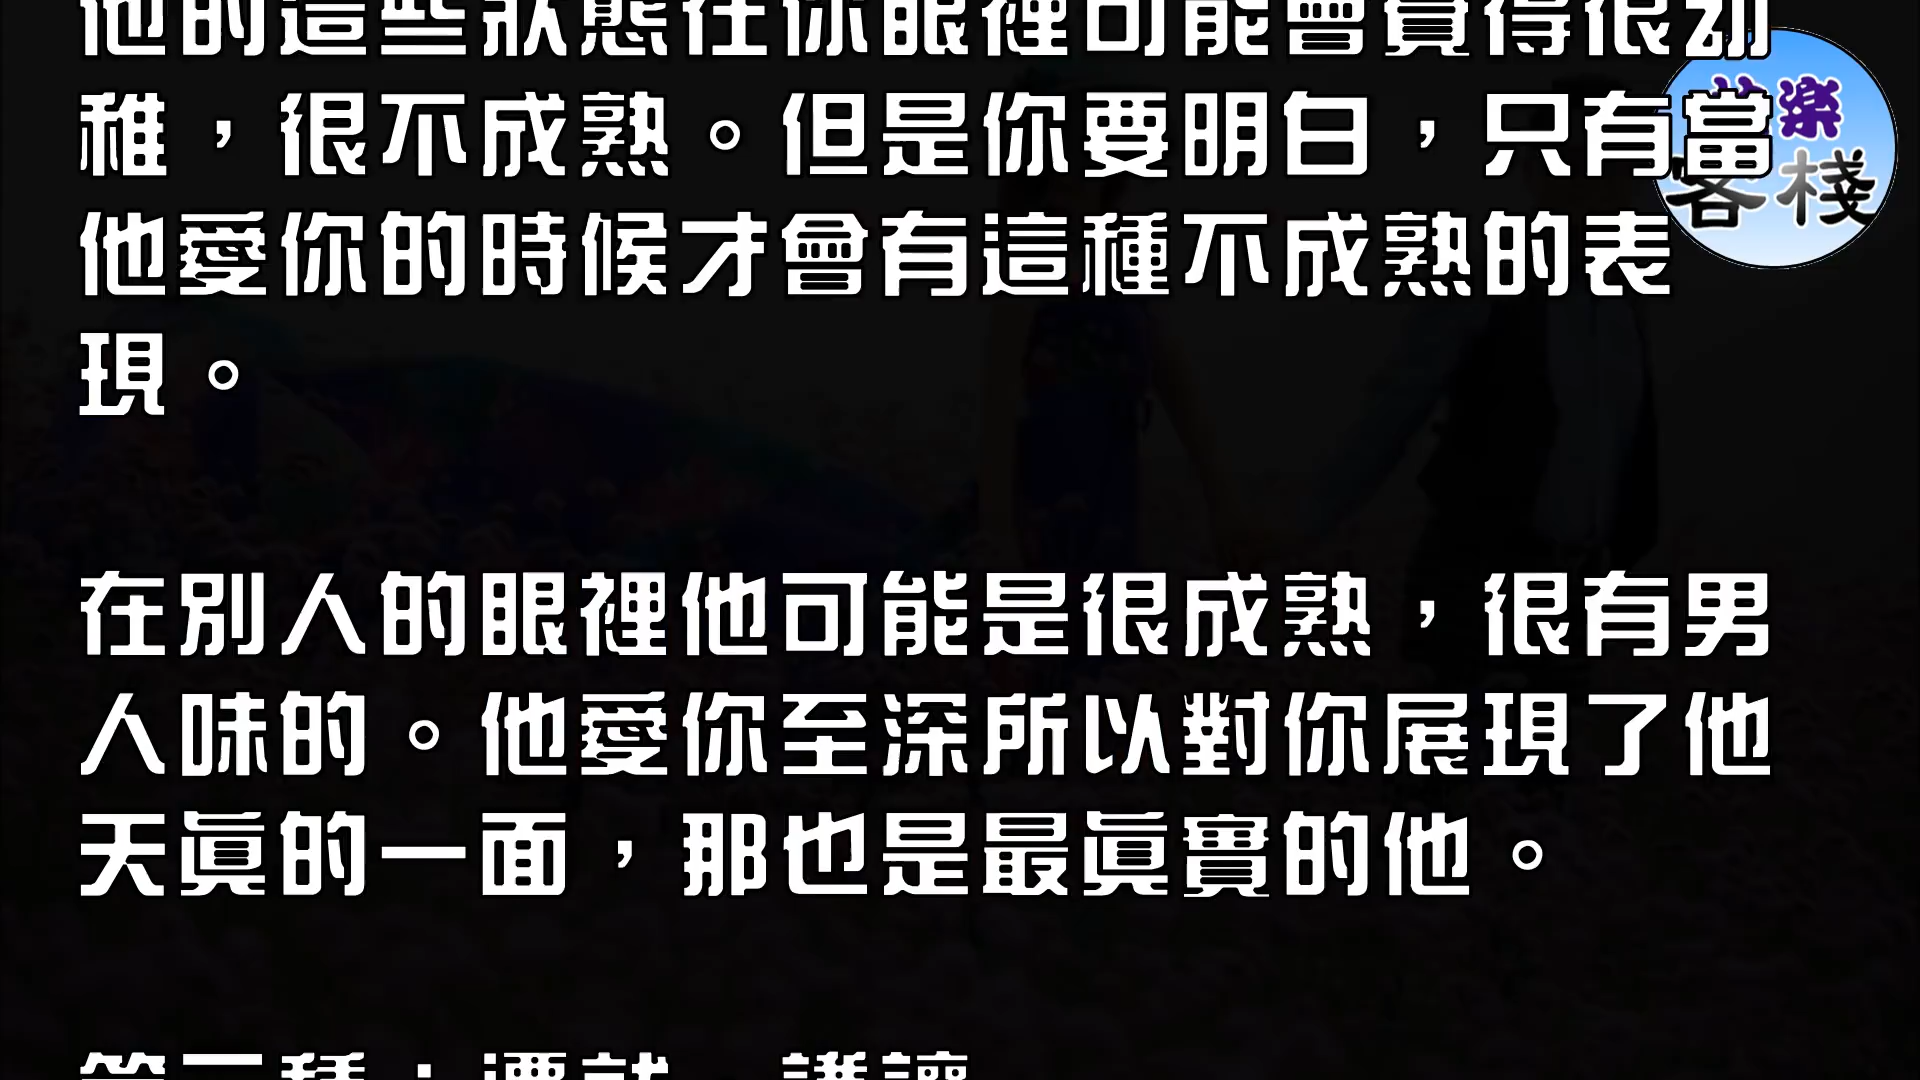 他的這些狀態在你眼裡可能會覺得很幼
稚，很不成熟。但是你要明白，只有當
他愛你的時候才會有這種不成熟的表
現。
在別人的眼裡他可能是很成熟，很有男
人味的。他愛你至深所以對你展現了他
天真的一面，那也是最真實的他。
樂
客棧